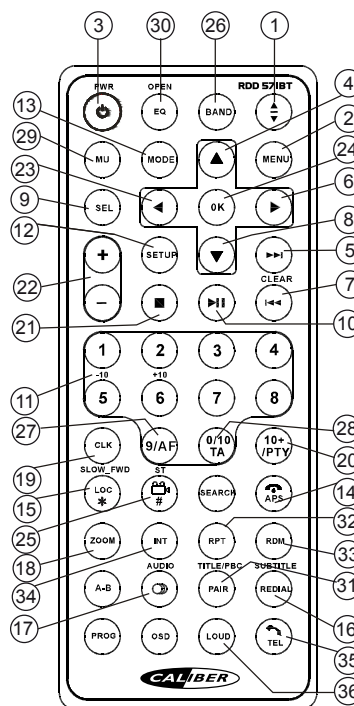 3 30 26 1
PWR OPEN RDD 571BT
EQ BAND
4
13
MU MODE MENU
2
29
24
23
OK
6
9
SEL
8
12
SETUP
5
+
CLEAR
7
22
−
21
10
1 2 3 4
-10 +10
11
5 6 7 8
27
28
CLK 9/AF 0/10 TA 10+ /PTY
19
20
SLOW_FWD ST
LOC * # SEARCH APS
14
15
32
25
ZOOM INT RPT RDM
18
33
AUDIO TITLE/PBC SUBTITLE
34
31
A-B PAIR REDIAL
17
16
PROG OSD LOUD TEL
35
CALIBER
36